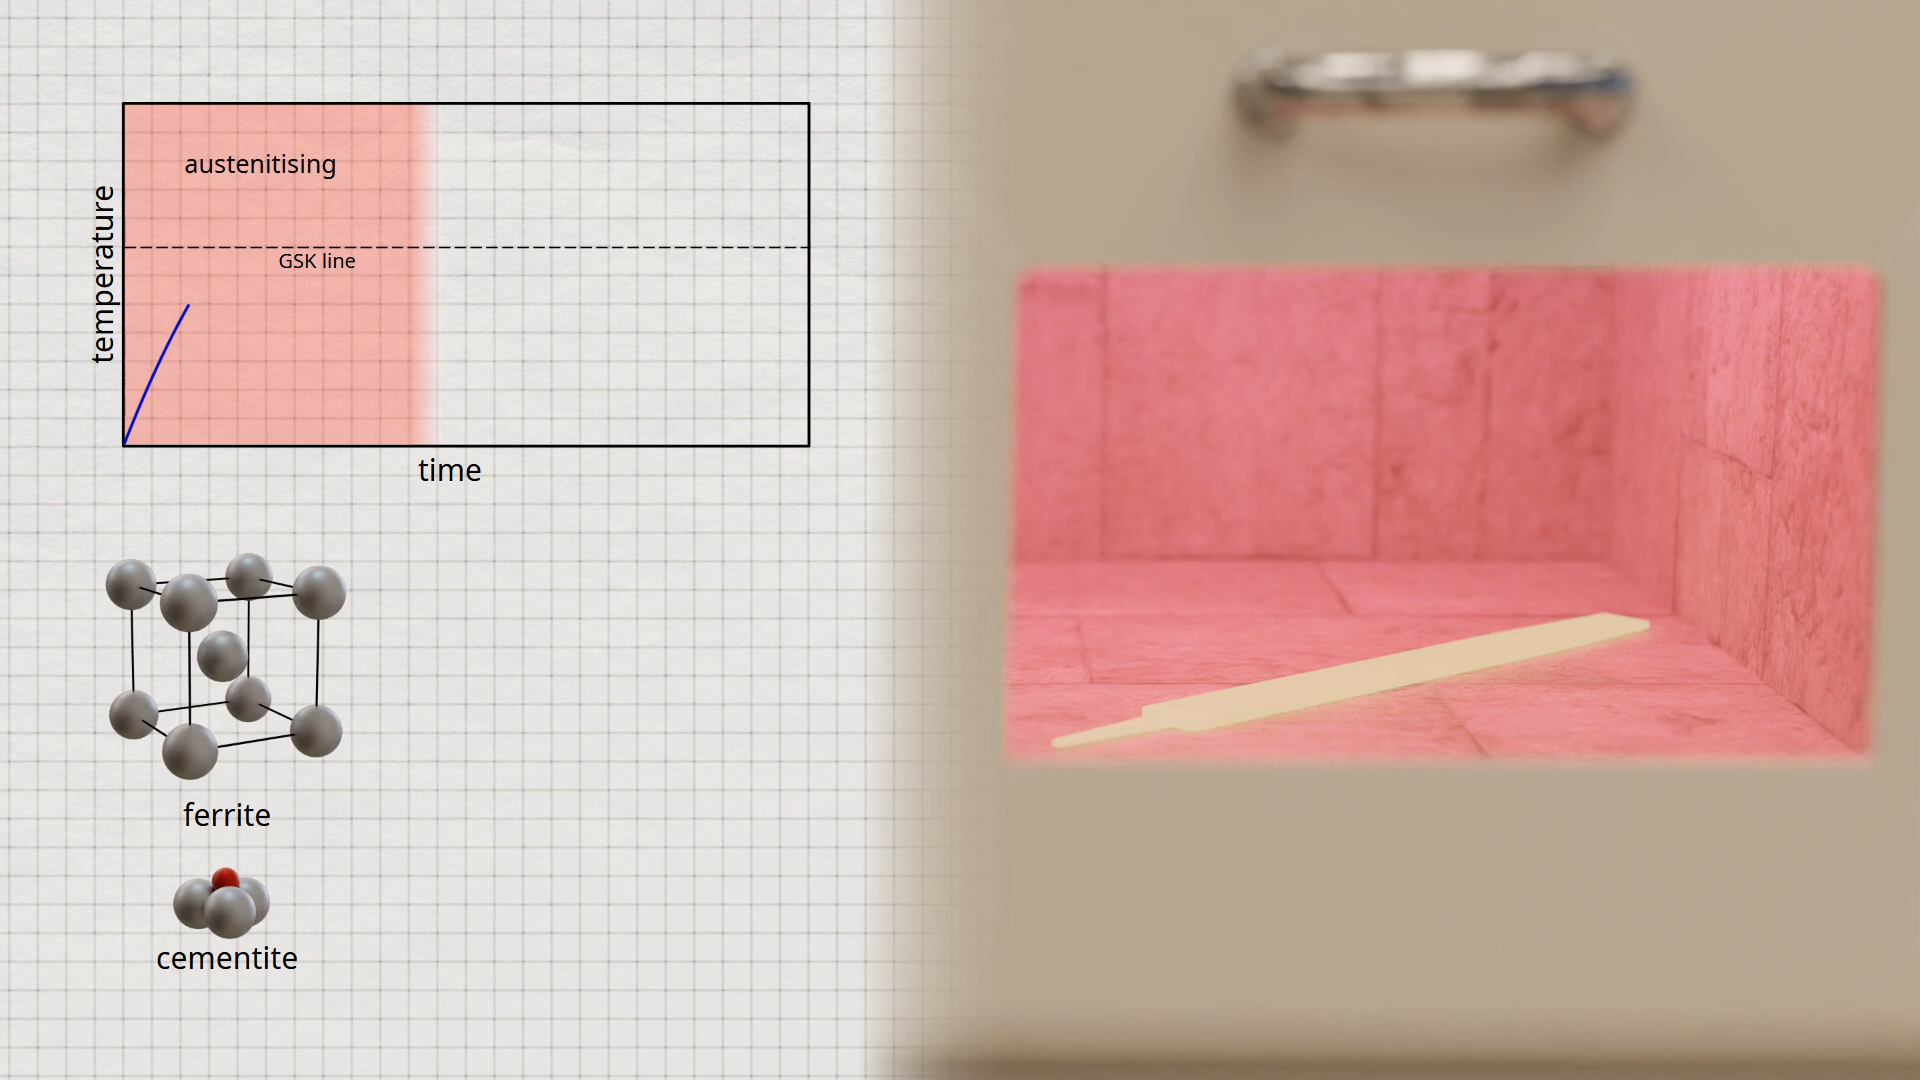 austenitising
temperature
GSK line
time
ferrite
cementite